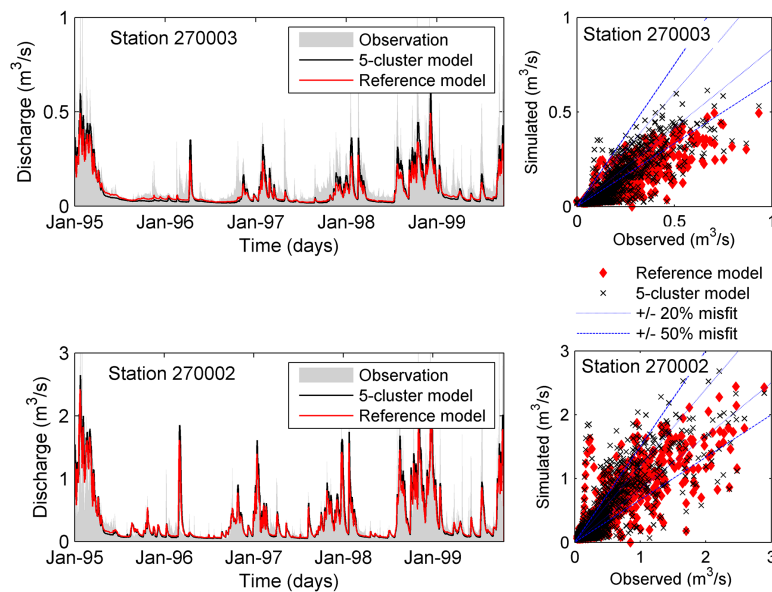 Station 270003
Observation
5-cluster model
Reference model
Discharge (m³/s)
1
0.5
0
Jan-95 Jan-96 Jan-97 Jan-98 Jan-99
Time (days)
Station 270003
Simulated (m³/s)
1
0.5
0
0 0.5 1
Observed (m³/s)
Reference model
5-cluster model
+/- 20% misfit
+/- 50% misfit
Station 270002
Observation
5-cluster model
Reference model
Discharge (m³/s)
3
2
1
0
Jan-95 Jan-96 Jan-97 Jan-98 Jan-99
Time (days)
Station 270002
Simulated (m³/s)
3
2
1
0
0 1 2 3
Observed (m³/s)